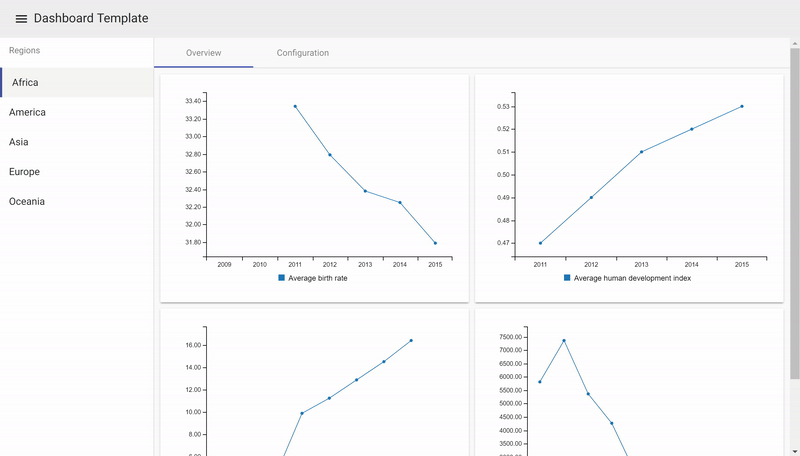 Dashboard Template
Regions
Africa
America
Asia
Europe
Oceania
Overview Configuration
33.40
33.20
33.00
32.80
32.60
32.40
32.20
32.00
31.80
2009 2010 2011 2012 2013 2014 2015
Average birth rate
0.53
0.52
0.51
0.50
0.49
0.48
0.47
2011 2012 2013 2014 2015
Average human development index
16.00
14.00
12.00
10.00
8.00
7500.00
7000.00
6500.00
6000.00
5500.00
5000.00
4500.00
4000.00
3500.00